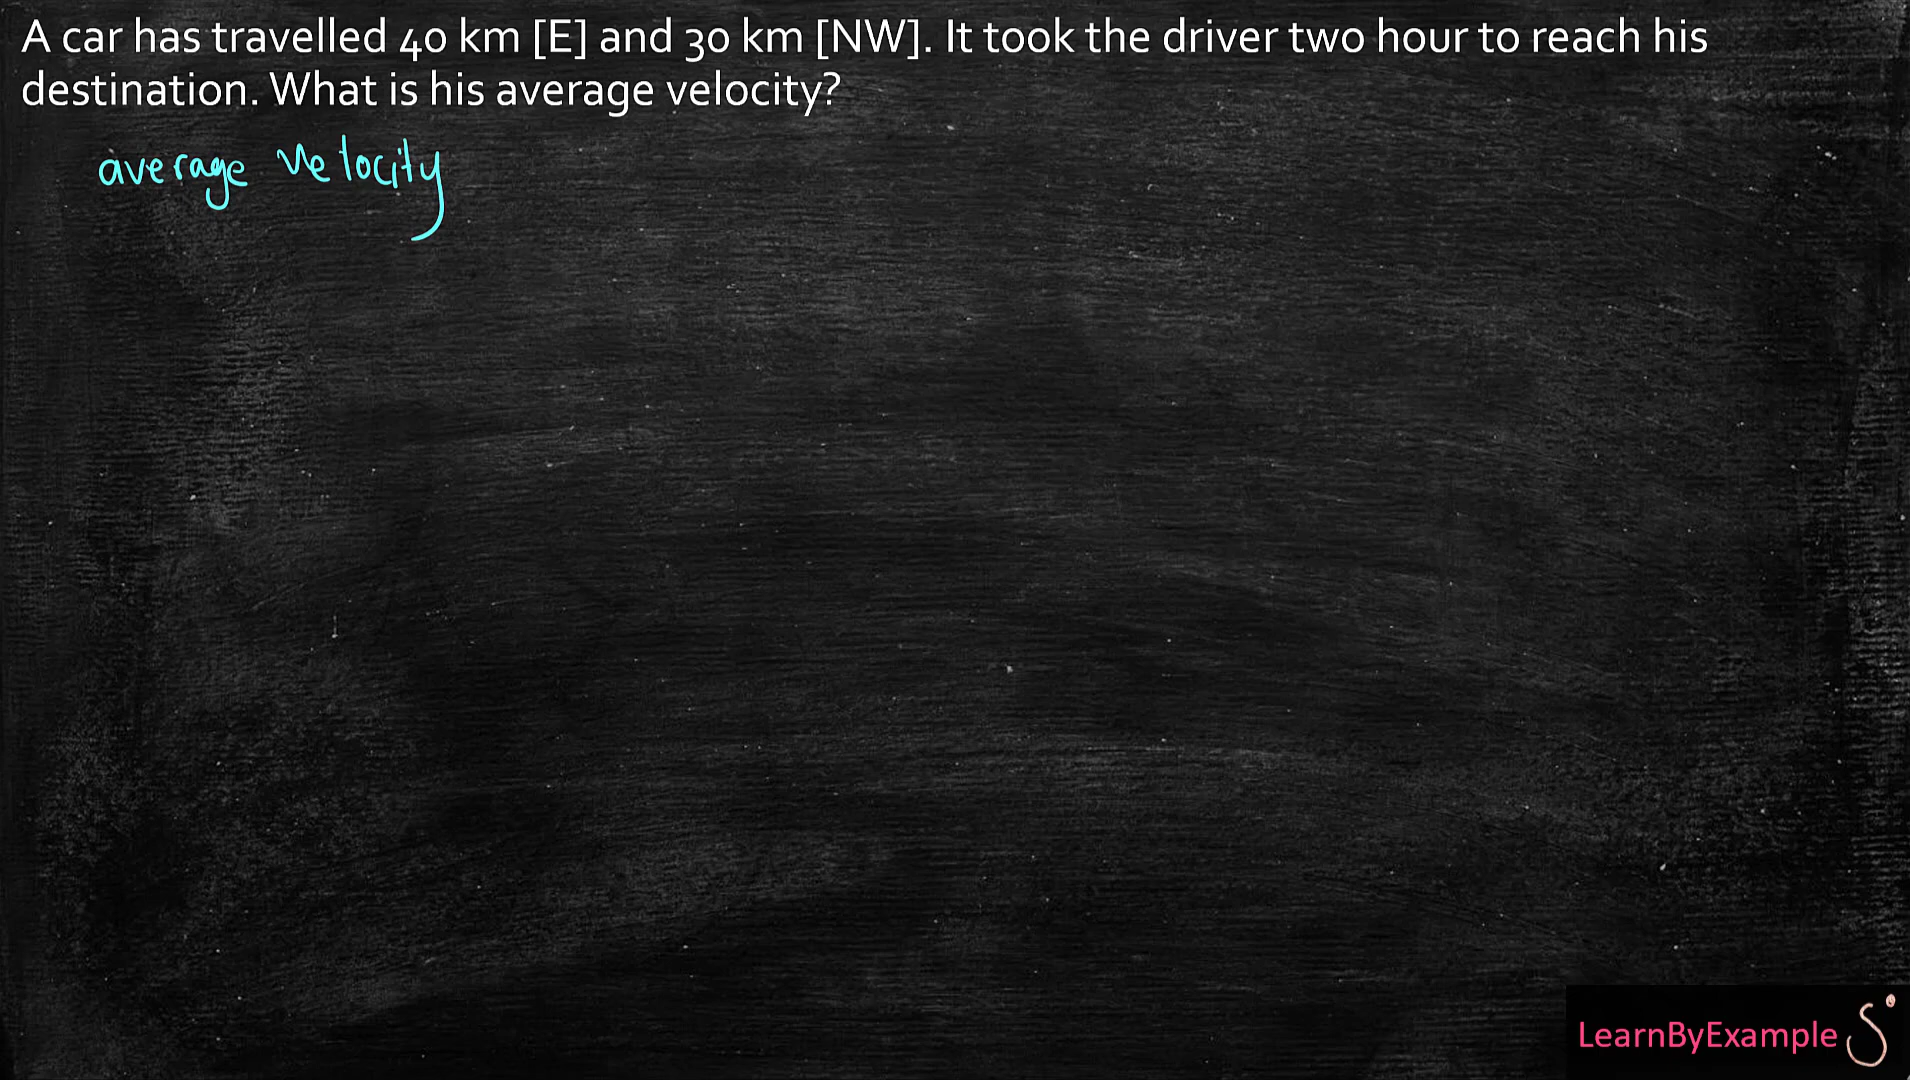 A car has travelled 40 km [E] and 30 km [NW]. It took the driver two hour to reach his
destination. What is his average velocity?
average velocity
LearnByExample